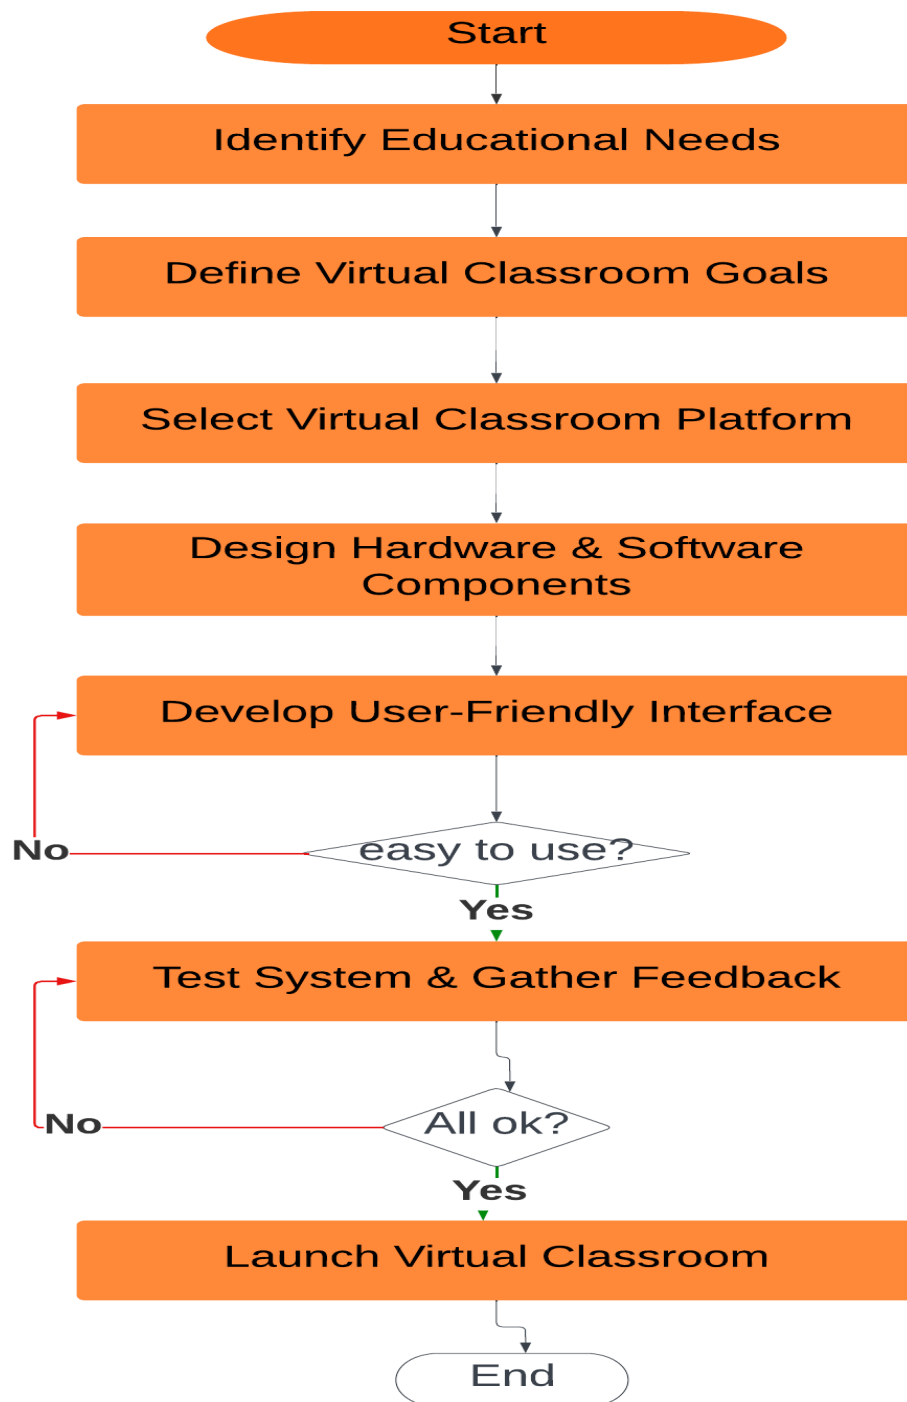 Start
Identify Educational Needs
Define Virtual Classroom Goals
Select Virtual Classroom Platform
Design Hardware & Software
Components
Develop User-Friendly Interface
easy to use?
No
Yes
Test System & Gather Feedback
All ok?
No
Yes
Launch Virtual Classroom
End